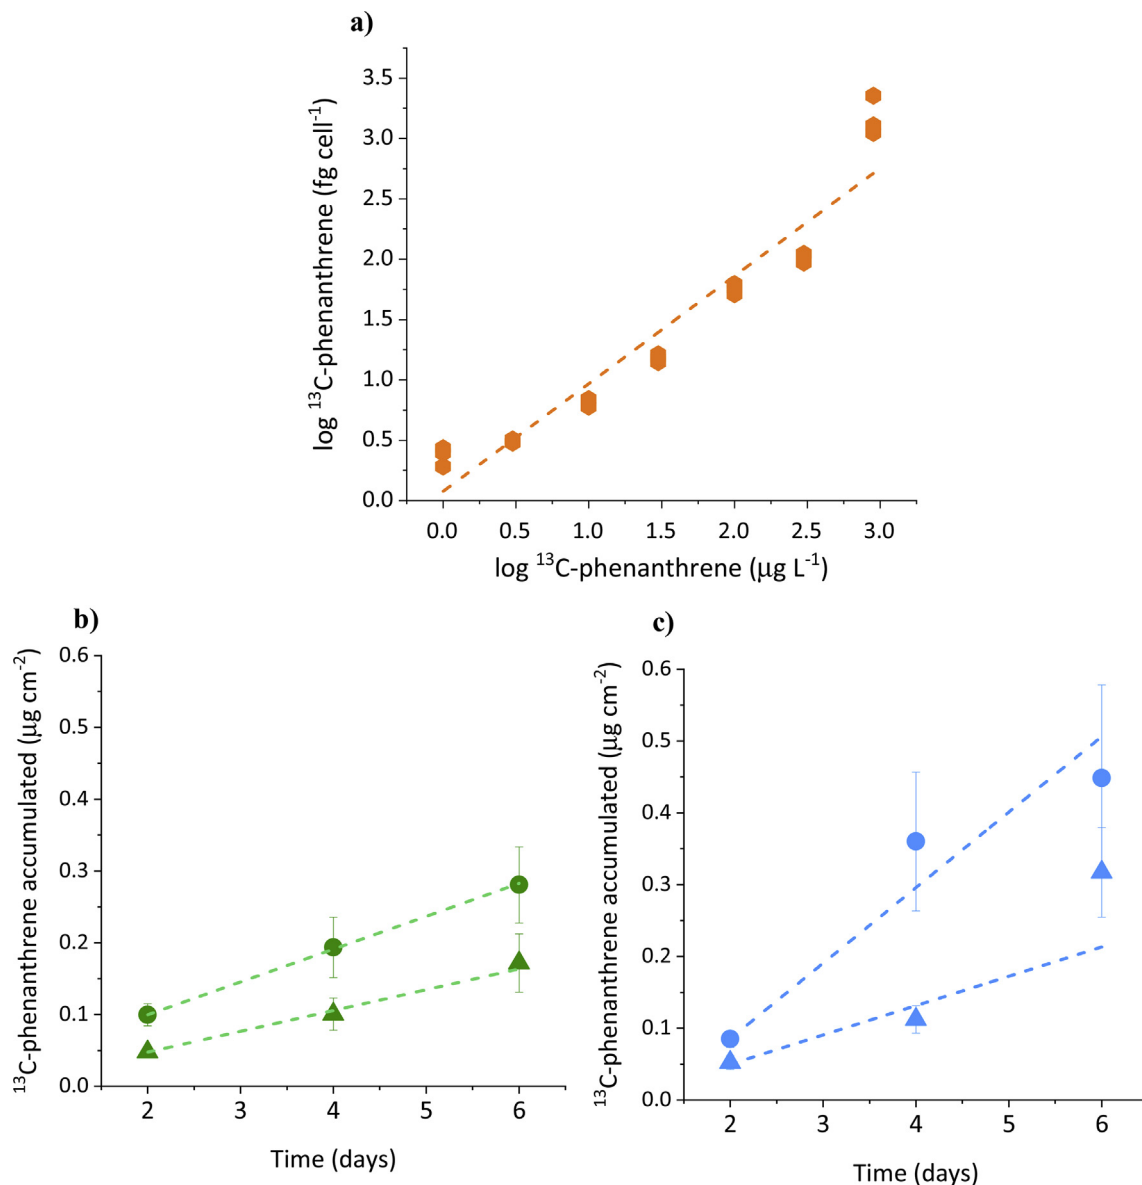 a)
log ¹³C-phenanthrene (fg cell⁻¹)
3.5
3.0
2.5
2.0
1.5
1.0
0.5
0.0
0.0 0.5 1.0 1.5 2.0 2.5 3.0
log ¹³C-phenanthrene (µg L⁻¹)
b)
¹³C-phenanthrene accumulated (µg cm⁻²)
0.6
0.5
0.4
0.3
0.2
0.1
0.0
2 3 4 5 6
Time (days)
c)
¹³C-phenanthrene accumulated (µg cm⁻²)
0.6
0.5
0.4
0.3
0.2
0.1
0.0
2 3 4 5 6
Time (days)